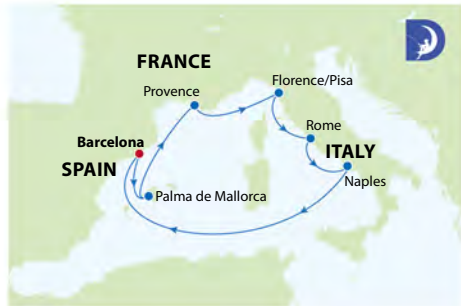 FRANCE
Provence
Florence/Pisa
Barcelona
SPAIN
Rome
ITALY
Naples
Palma de Mallorca